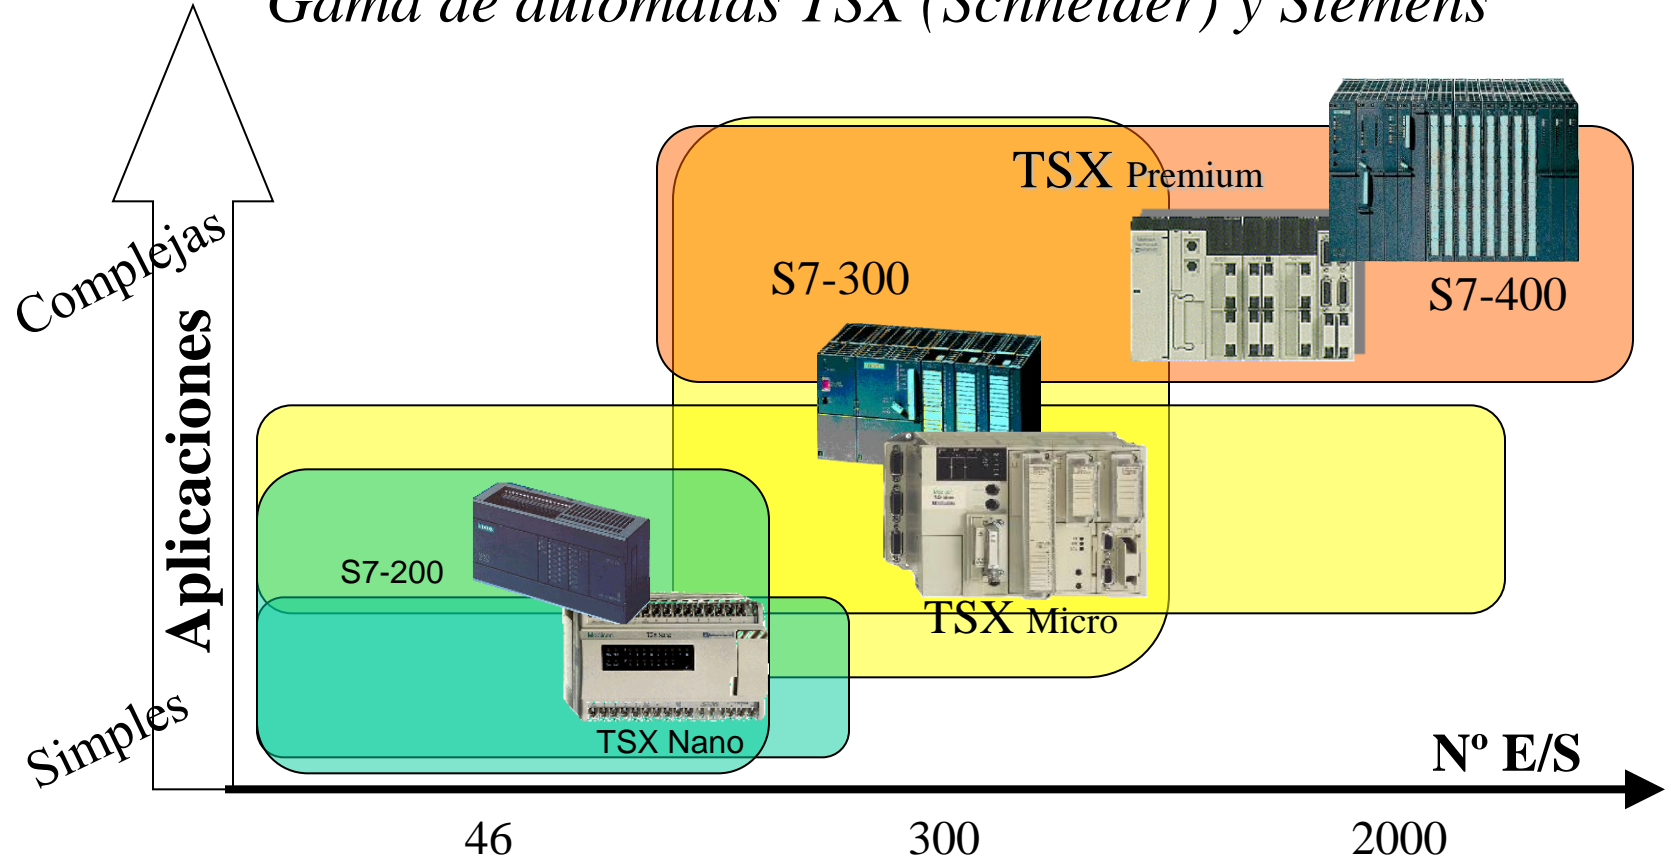 Gama de autómatas TSX (Schneider) y Siemens
TSX Premium
S7-300
S7-400
Complejas
Aplicaciones
S7-200
TSX Micro
TSX Nano
Simples
Nº E/S
46
300
2000